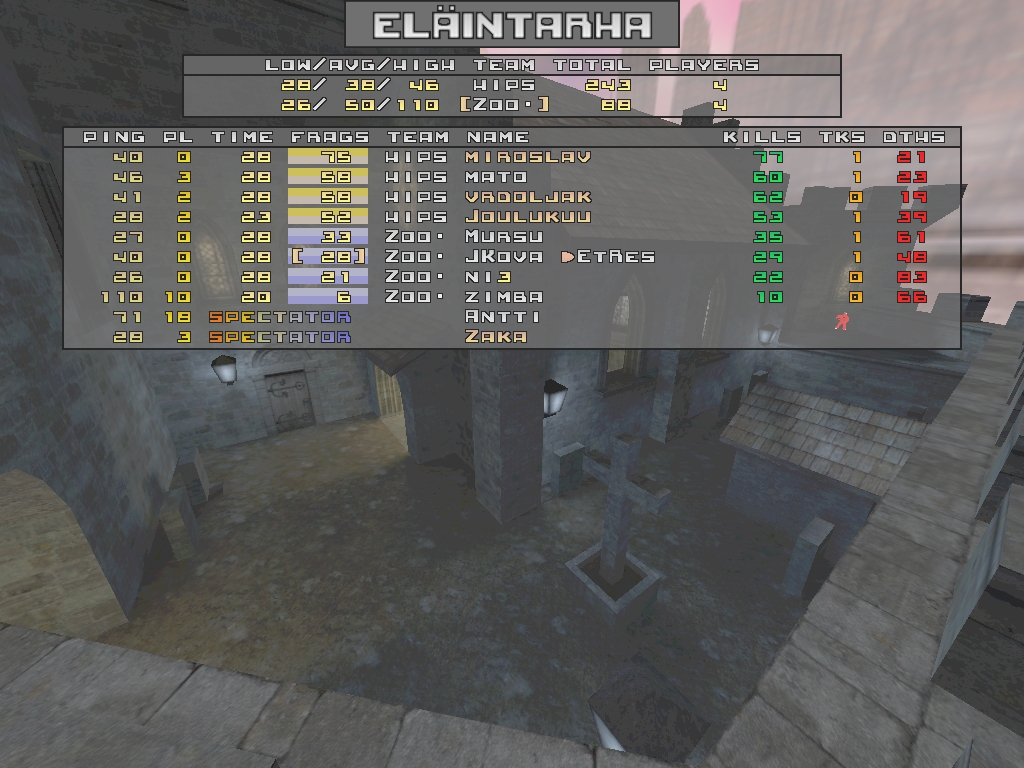 ELÄINTARHA
LOW/AVG/HIGH TEAM TOTAL PLAYERS
28/ 38/ 46 HIPS 243 4
26/ 50/110 [ZOO·] 88 4
PING PL TIME FRAGS TEAM NAME KILLS TKS DTHS
40 0 28 75 HIPS MIROSLAV 77 1 21
46 3 28 58 HIPS MATO 60 1 23
41 2 28 58 HIPS VRDOLJAK 62 0 19
28 2 23 52 HIPS JOULUKUU 53 1 39
27 0 28 33 ZOO· MURSU 35 1 61
40 0 28 [ 28] ZOO· JKOVA DETRES 29 1 48
26 0 28 21 ZOO· NI3 22 0 83
110 10 20 6 ZOO· ZIMBA 10 0 66
71 18 SPECTATOR ANTTI
28 3 SPECTATOR ZAKA